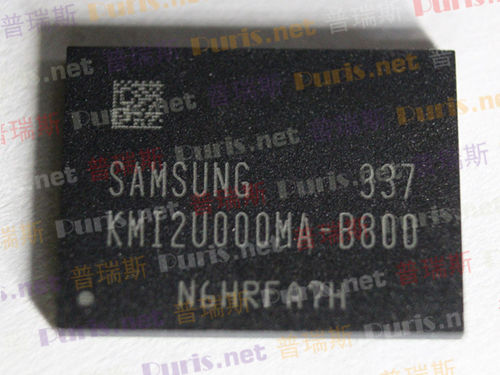 SAMSUNG 337
KMI2U000MA-B800
N6HRFA7H
Puris.net
普瑞斯